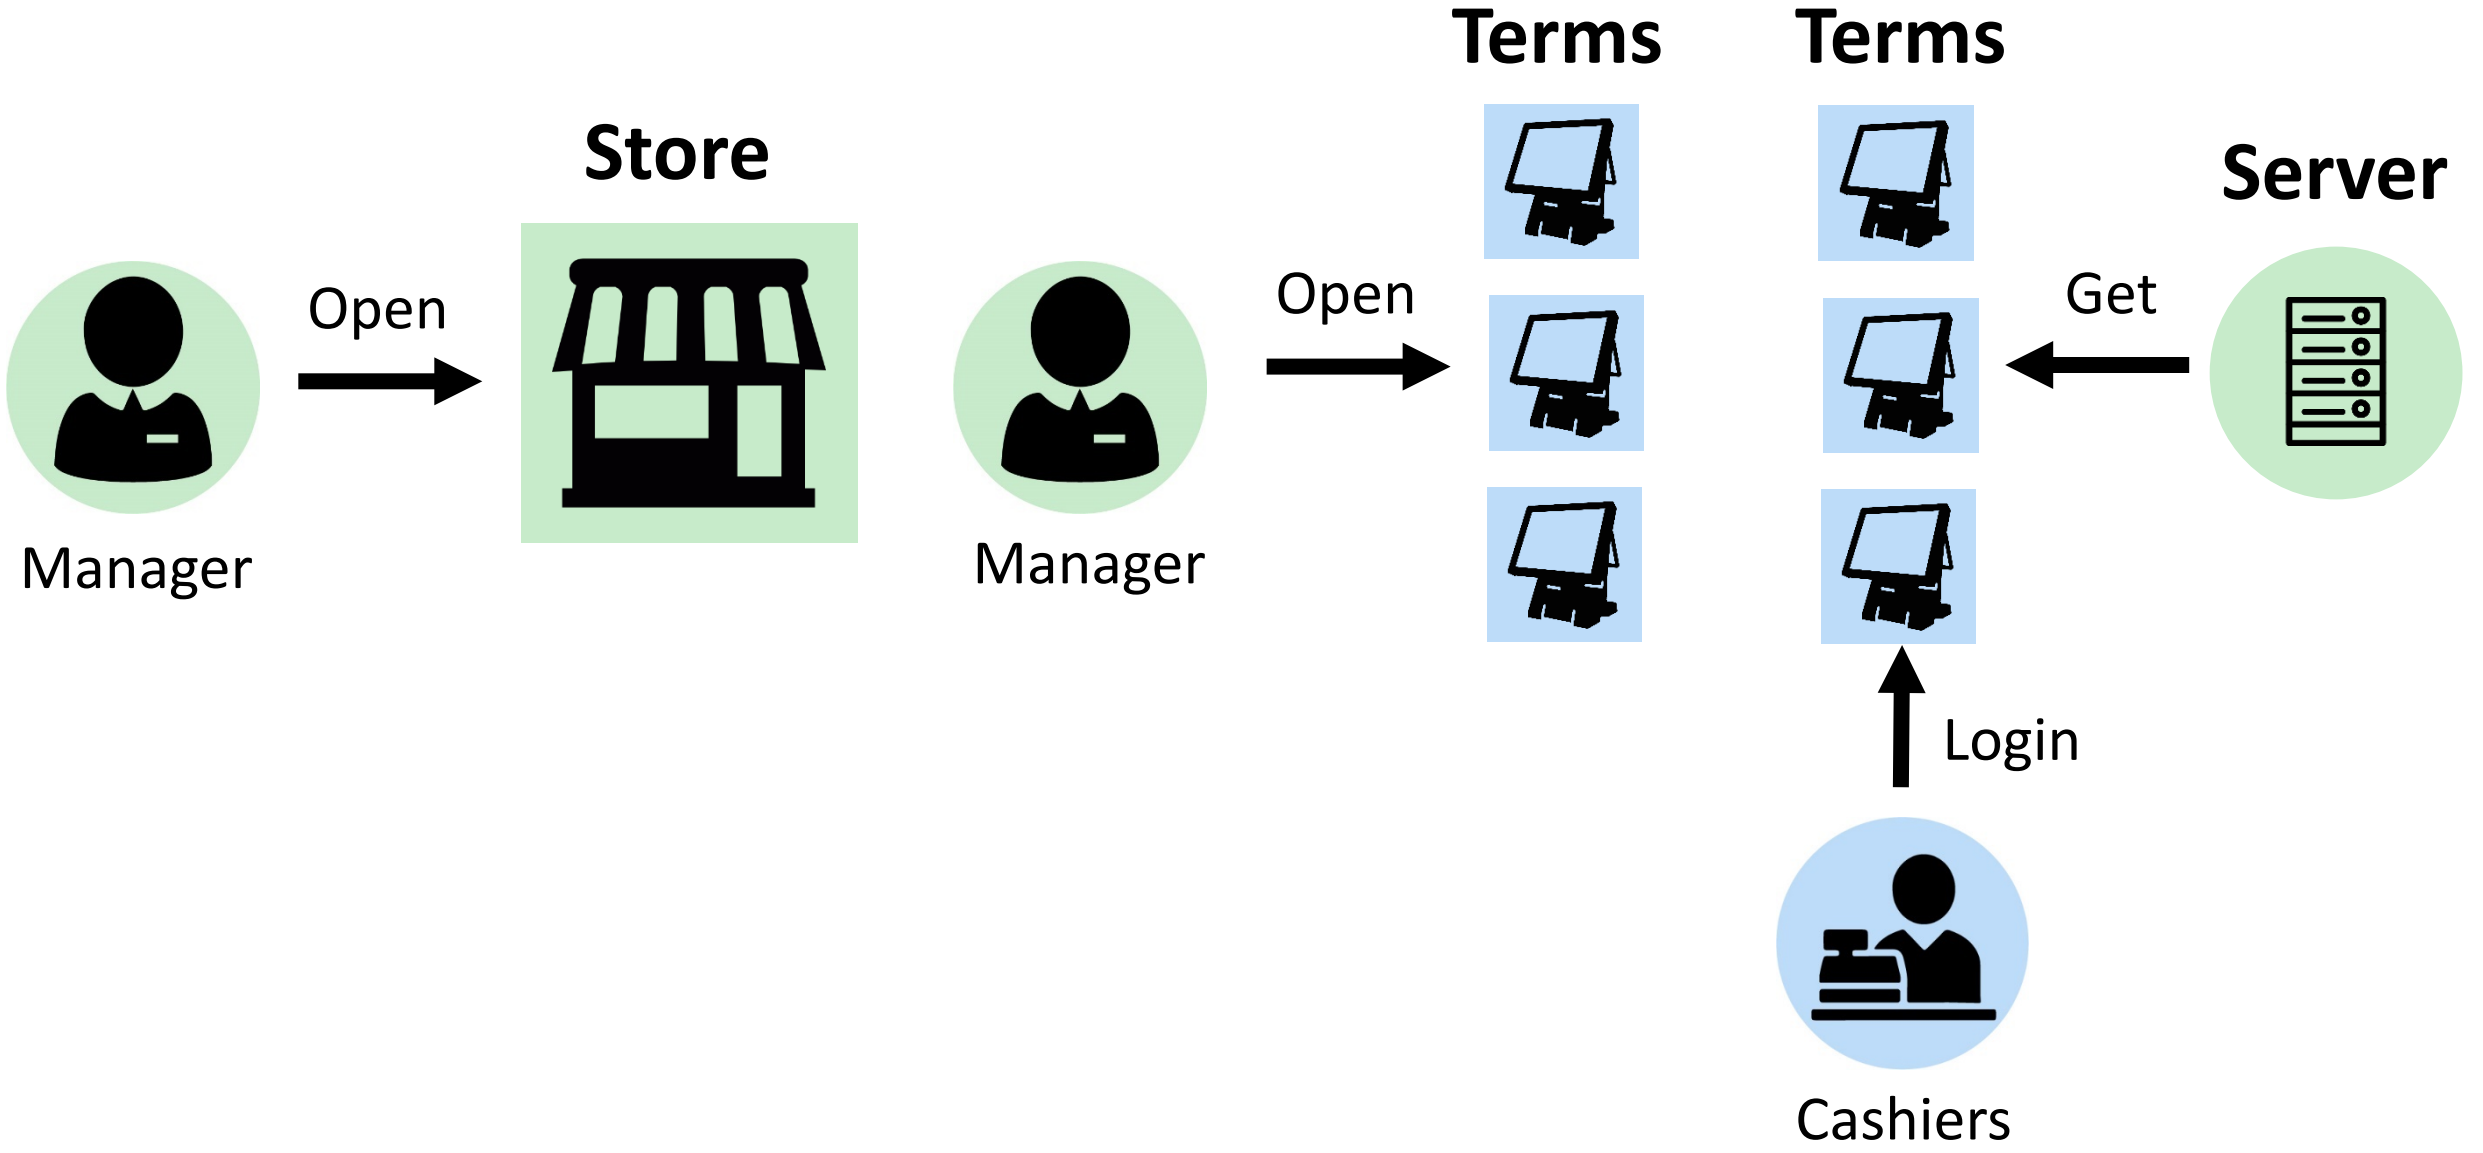 Store
Open
Manager
Manager
Open
Terms
Terms
Server
Get
Login
Cashiers